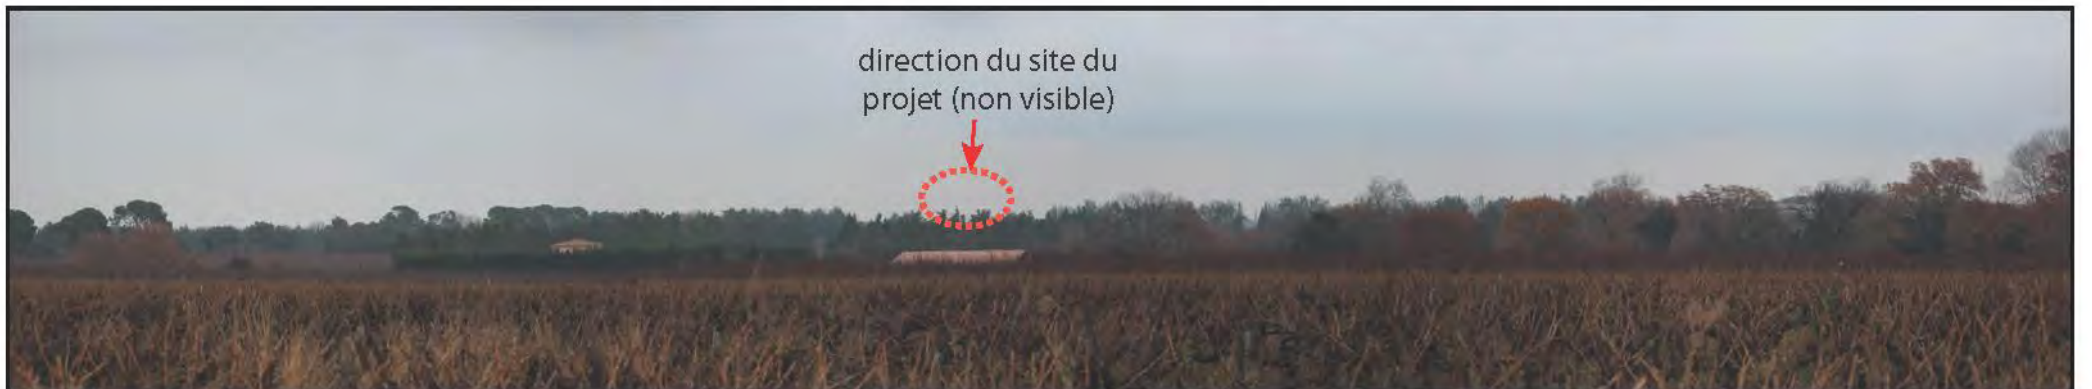 direction du site du
projet (non visible)